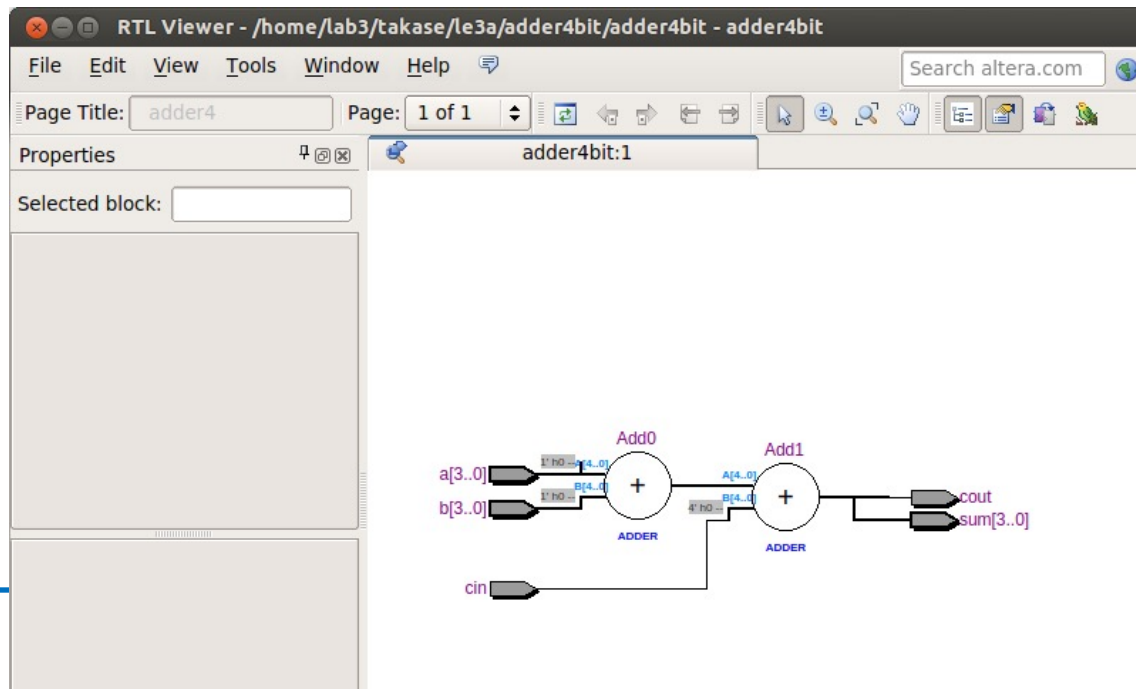 RTL Viewer - /home/lab3/takase/le3a/adder4bit/adder4bit - adder4bit
File Edit View Tools Window Help
Search altera.com
Page Title: adder4 Page: 1 of 1
Properties
adder4bit:1
Selected block:
Add0
Add1
1' h0 -- A[4..0]
a[3..0]
B[4..0]
1' h0 --
b[3..0]
+
ADDER
A[4..0]
B[4..0]
4' h0 --
+
ADDER
cout
sum[3..0]
cin